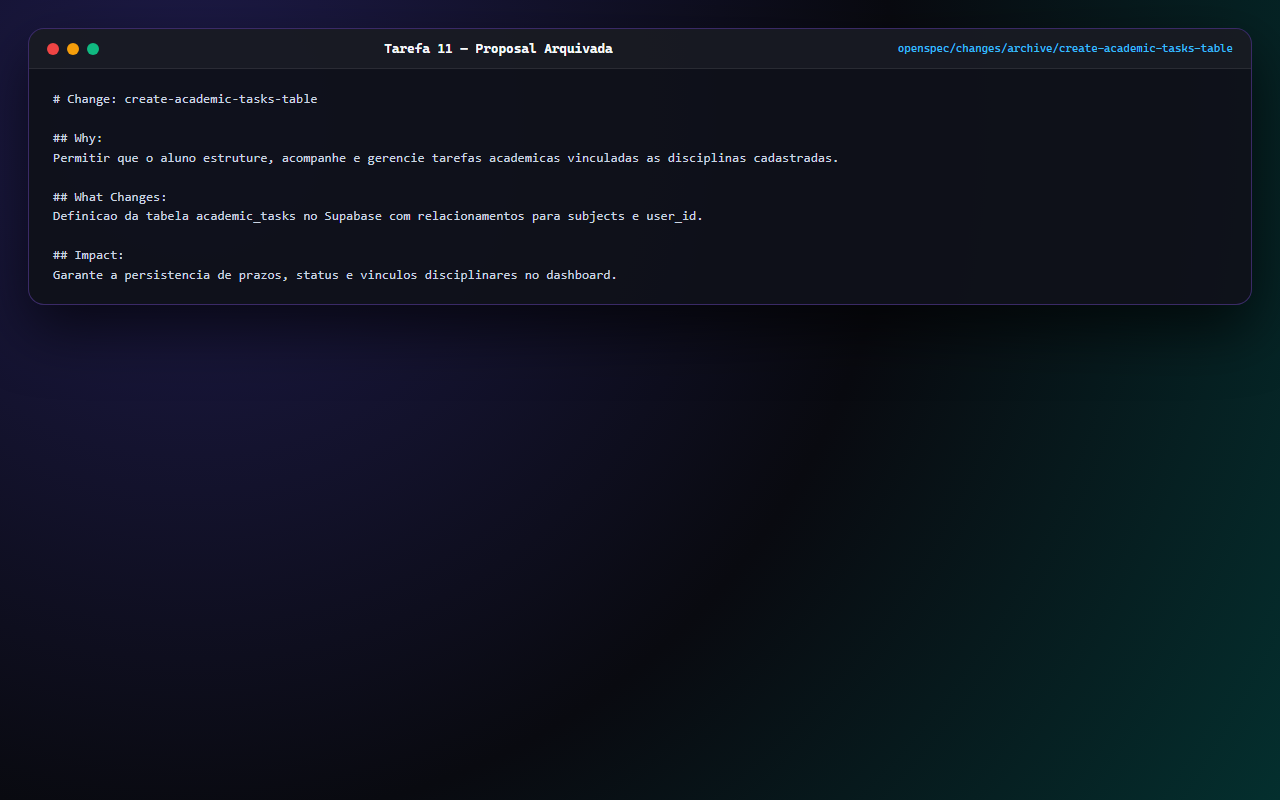 Tarefa 11 — Proposal Arquivada
openspec/changes/archive/create-academic-tasks-table
# Change: create-academic-tasks-table
## Why:
Permitir que o aluno estruture, acompanhe e gerencie tarefas academicas vinculadas as disciplinas cadastradas.
## What Changes:
Definicao da tabela academic_tasks no Supabase com relacionamentos para subjects e user_id.
## Impact:
Garante a persistencia de prazos, status e vinculos disciplinares no dashboard.